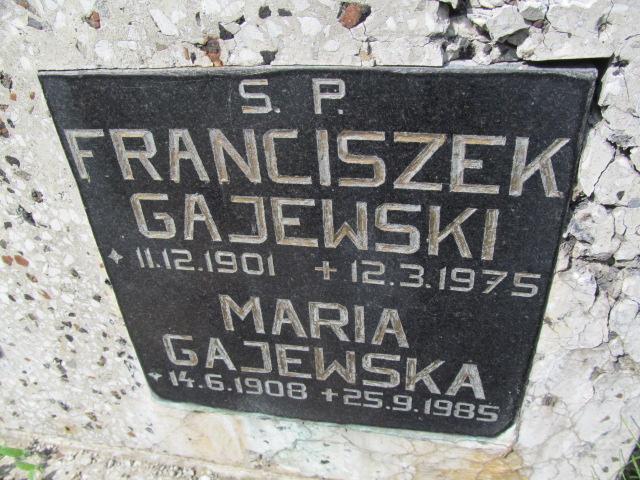 S. P.
FRANCISZEK
GAJEWSKI
* 11.12.1901 + 12.3.1975
MARIA
GAJEWSKA
* 14.6.1908 + 25.9.1985